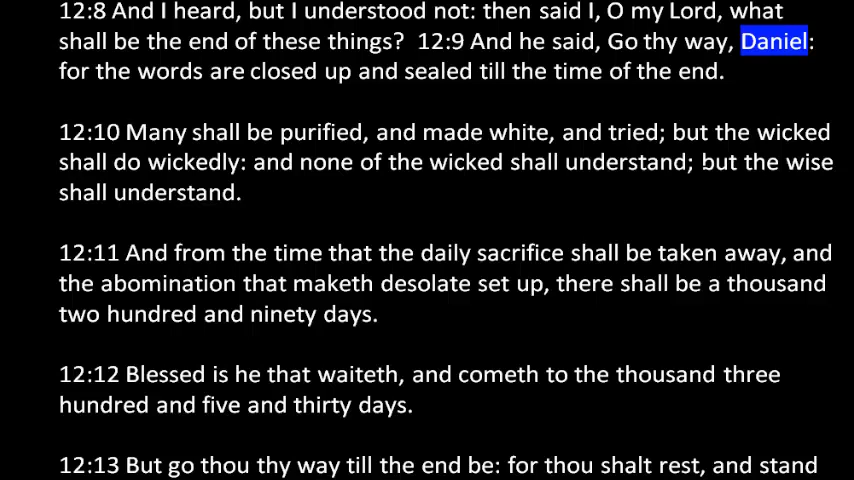 12:8 And I heard, but I understood not: then said I, O my Lord, what
shall be the end of these things?  12:9 And he said, Go thy way, Daniel:
for the words are closed up and sealed till the time of the end.
12:10 Many shall be purified, and made white, and tried; but the wicked
shall do wickedly: and none of the wicked shall understand; but the wise
shall understand.
12:11 And from the time that the daily sacrifice shall be taken away, and
the abomination that maketh desolate set up, there shall be a thousand
two hundred and ninety days.
12:12 Blessed is he that waiteth, and cometh to the thousand three
hundred and five and thirty days.
12:13 But go thou thy way till the end be: for thou shalt rest, and stand